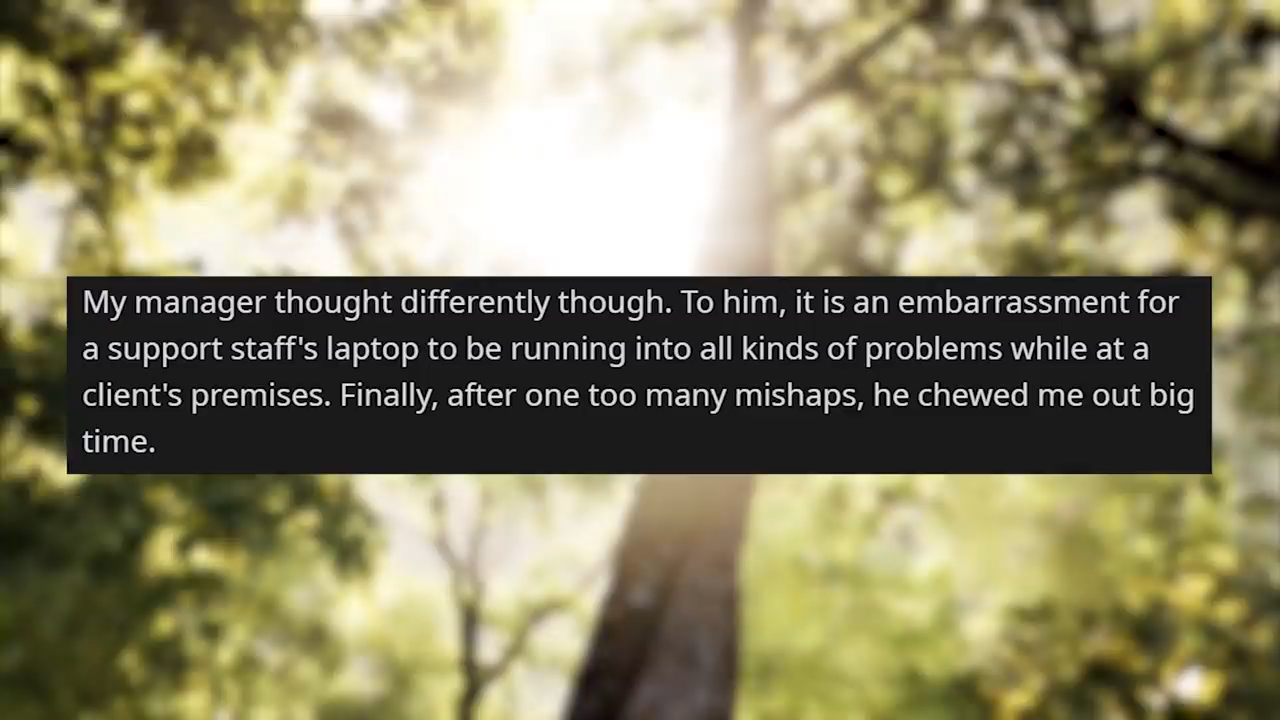 My manager thought differently though. To him, it is an embarrassment for
a support staff's laptop to be running into all kinds of problems while at a
client's premises. Finally, after one too many mishaps, he chewed me out big
time.